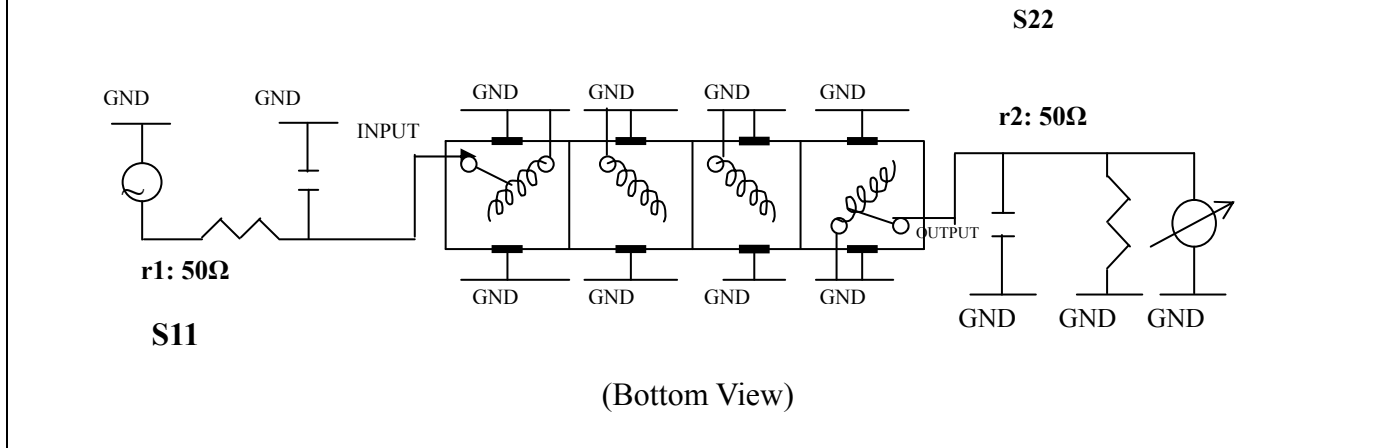 S22
GND GND GND GND GND GND
r2: 50Ω
INPUT
OUTPUT
r1: 50Ω
GND GND GND GND
GND GND GND
S11
(Bottom View)